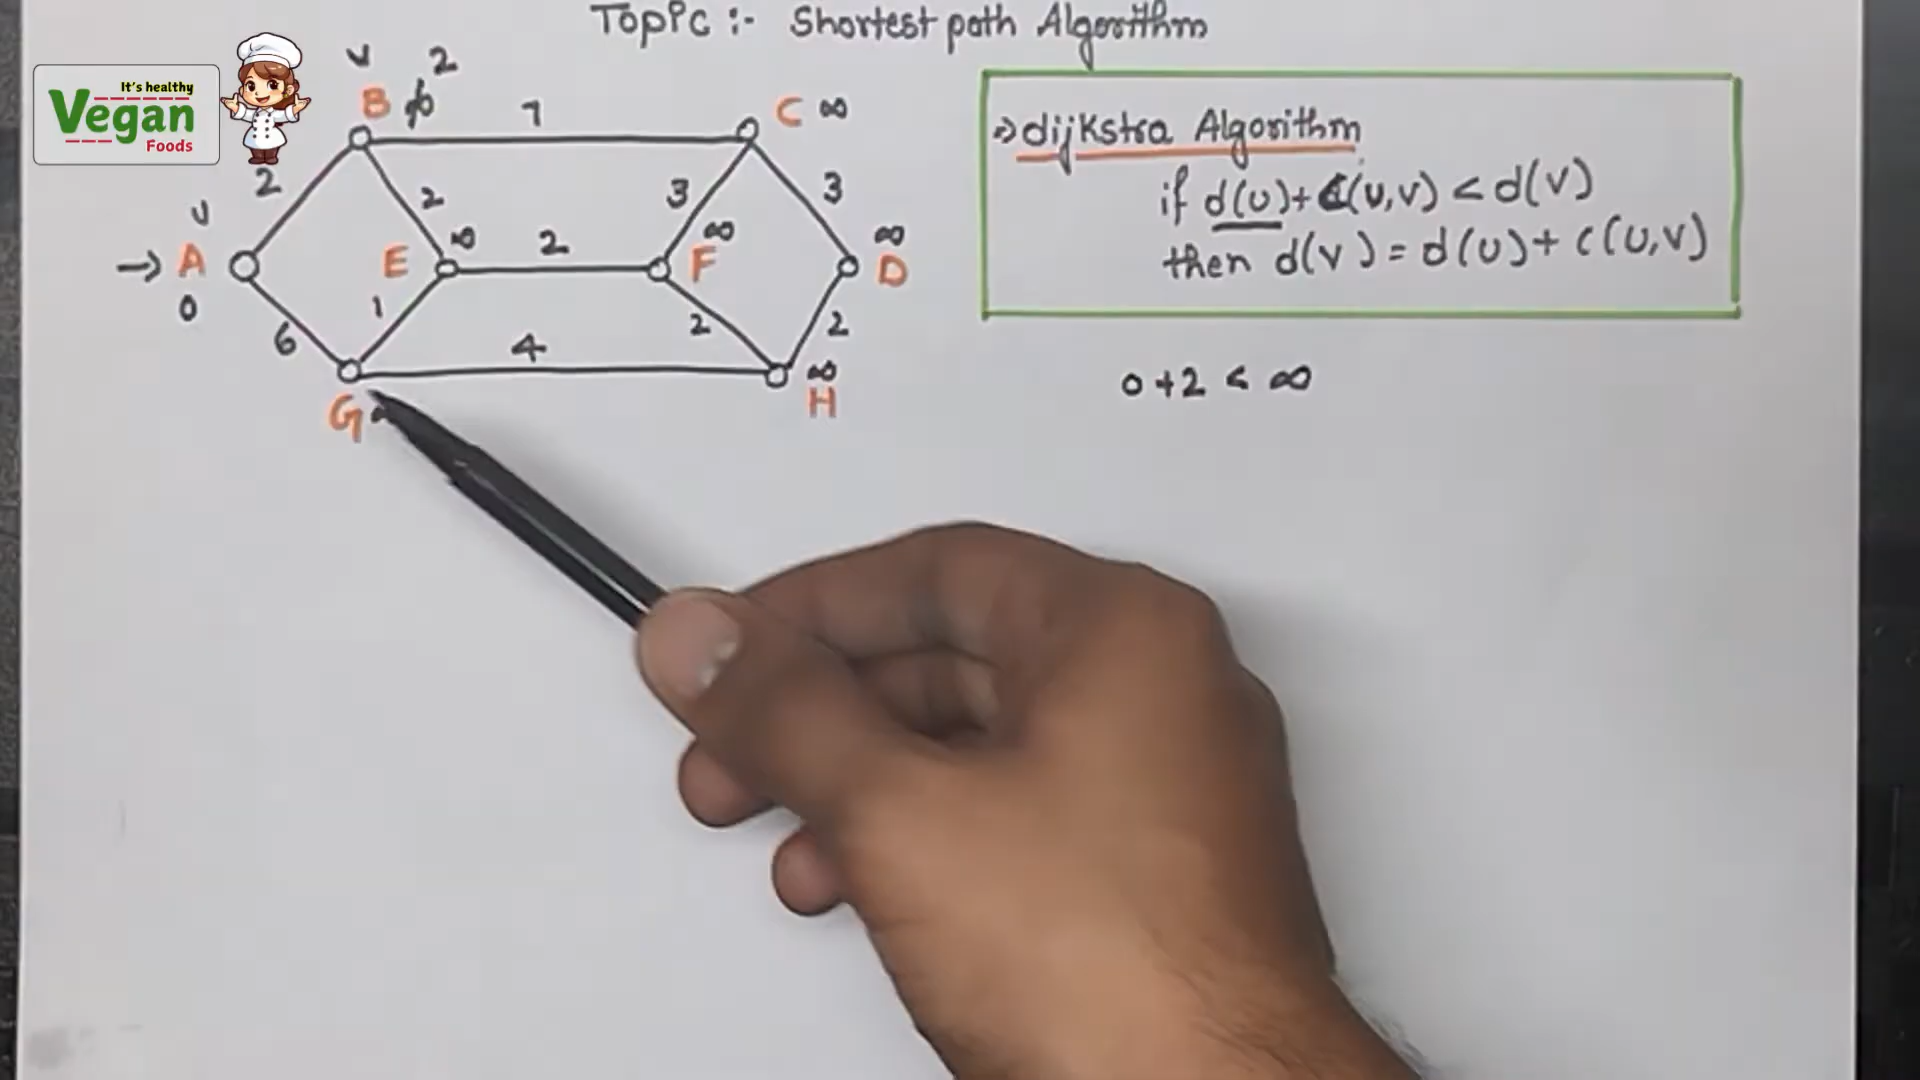 Topic :- Shortest path Algorithm
It's healthy
Vegan
Foods
⇒ dijkstra Algorithm
if d(u)+c(u,v) < d(v)
then d(v) = d(u) + c(u,v)
0+2 < ∞
v
2
B ∞
7
C ∞
2
2
3
3
u
→ A
0
E ∞
2
∞
F
∞
D
6
1
4
2
2
G
∞
H